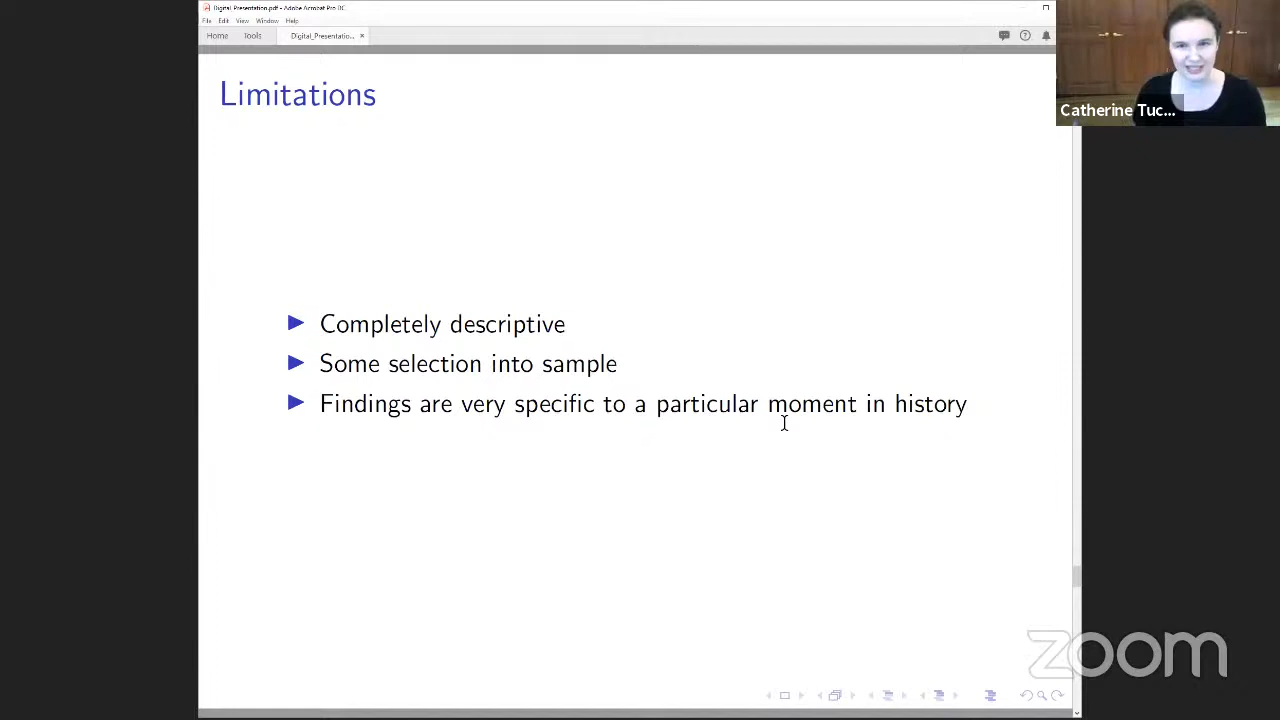 Digital_Presentation.pdf - Adobe Acrobat Pro DC
File Edit View Window Help
Home Tools Digital_Presentatio... ×
Limitations
Catherine Tuc...
Completely descriptive
Some selection into sample
Findings are very specific to a particular moment in history
zoom